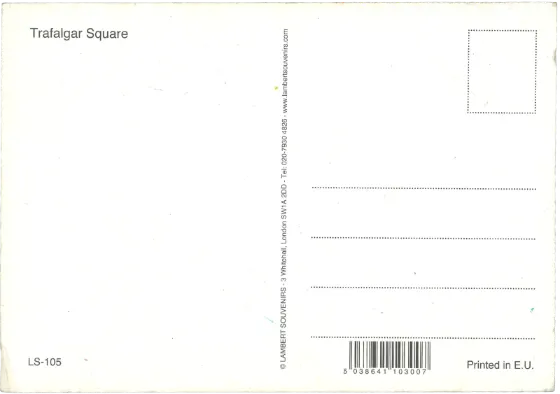 Trafalgar Square
© LAMBERT SOUVENIRS - 3 Whitehall, London SW1A 2DD - Tel: 020-7930 4826 - www.lambertsouvenirs.com
LS-105
5 038641 103007
Printed in E.U.